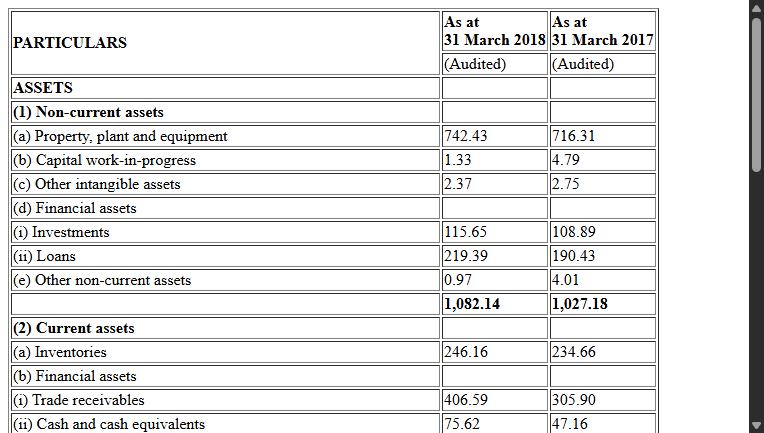 PARTICULARS As at 31 March 2018 As at 31 March 2017
(Audited) (Audited)
ASSETS
(1) Non-current assets
(a) Property, plant and equipment 742.43 716.31
(b) Capital work-in-progress 1.33 4.79
(c) Other intangible assets 2.37 2.75
(d) Financial assets
(i) Investments 115.65 108.89
(ii) Loans 219.39 190.43
(e) Other non-current assets 0.97 4.01
1,082.14 1,027.18
(2) Current assets
(a) Inventories 246.16 234.66
(b) Financial assets
(i) Trade receivables 406.59 305.90
(ii) Cash and cash equivalents 75.62 47.16